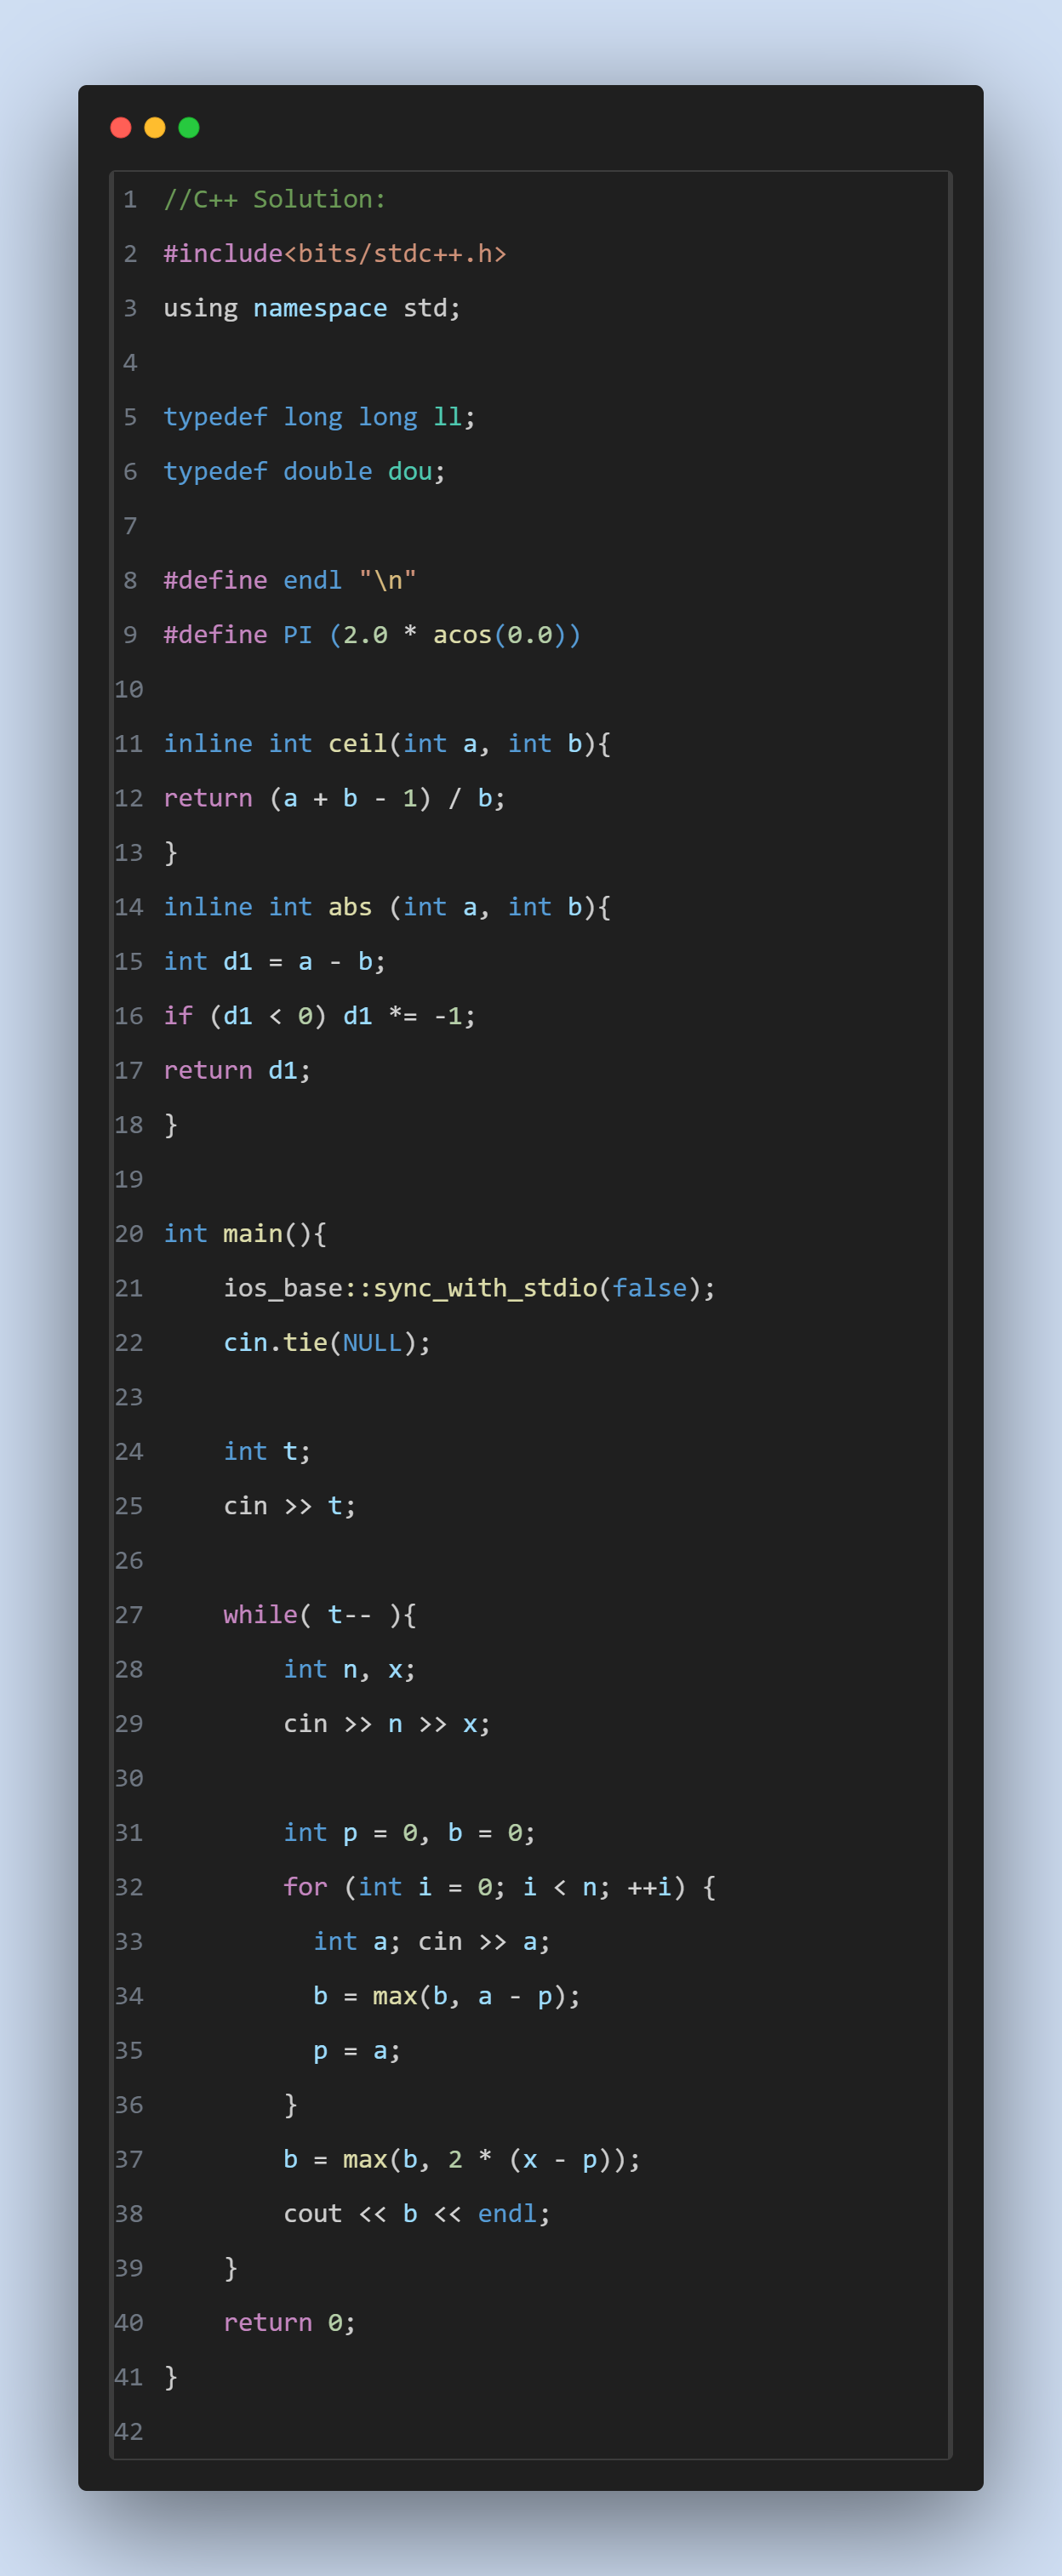 1 //C++ Solution:
2 #include<bits/stdc++.h>
3 using namespace std;
4
5 typedef long long ll;
6 typedef double dou;
7
8 #define endl "\n"
9 #define PI (2.0 * acos(0.0))
10
11 inline int ceil(int a, int b){
12 return (a + b - 1) / b;
13 }
14 inline int abs (int a, int b){
15 int d1 = a - b;
16 if (d1 < 0) d1 *= -1;
17 return d1;
18 }
19
20 int main(){
21     ios_base::sync_with_stdio(false);
22     cin.tie(NULL);
23
24     int t;
25     cin >> t;
26
27     while( t-- ){
28         int n, x;
29         cin >> n >> x;
30
31         int p = 0, b = 0;
32         for (int i = 0; i < n; ++i) {
33           int a; cin >> a;
34           b = max(b, a - p);
35           p = a;
36         }
37         b = max(b, 2 * (x - p));
38         cout << b << endl;
39     }
40     return 0;
41 }
42